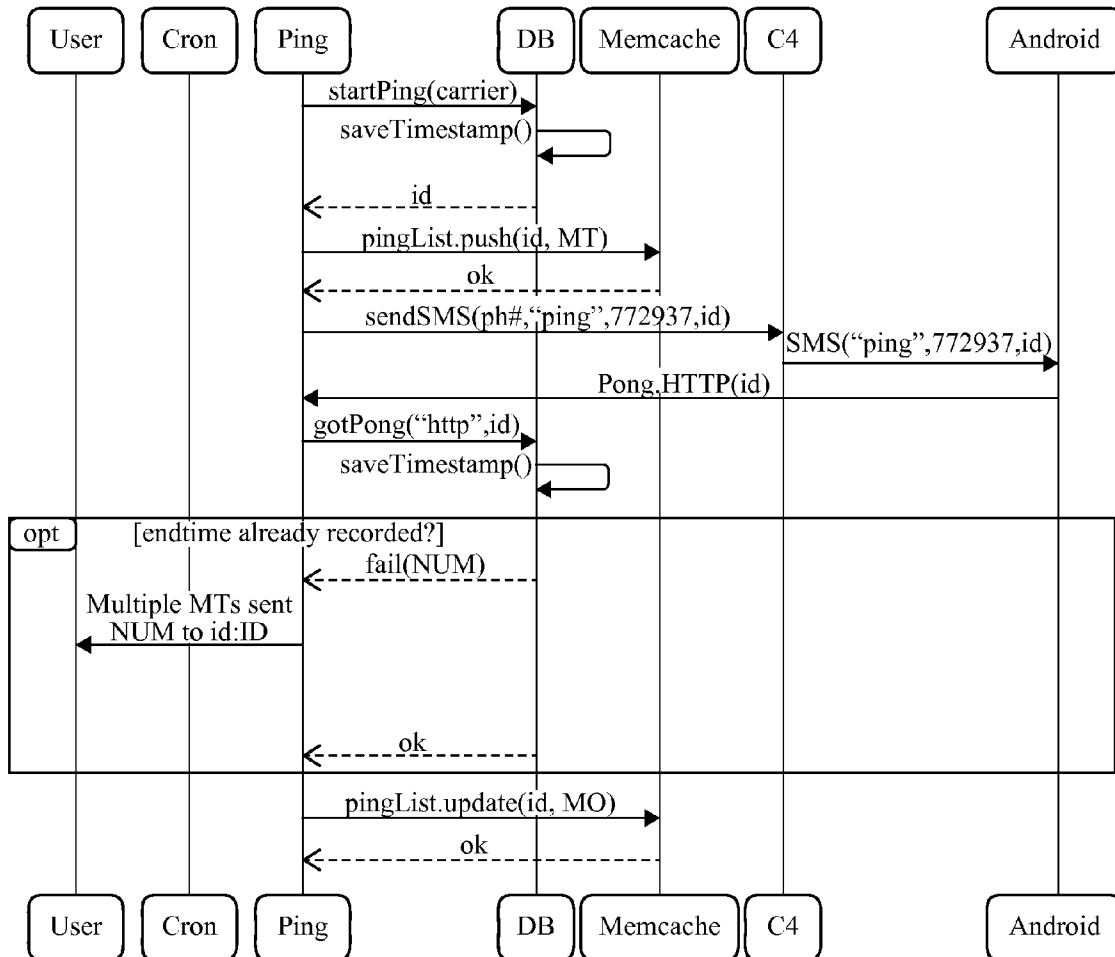 User Cron Ping DB Memcache C4 Android
startPing(carrier)
saveTimestamp()
id
pingList.push(id, MT)
ok
sendSMS(ph#,“ping”,772937,id)
SMS(“ping”,772937,id)
Pong.HTTP(id)
gotPong(“http”,id)
saveTimestamp()
opt [endtime already recorded?]
fail(NUM)
Multiple MTs sent
NUM to id:ID
ok
pingList.update(id, MO)
ok
User Cron Ping DB Memcache C4 Android